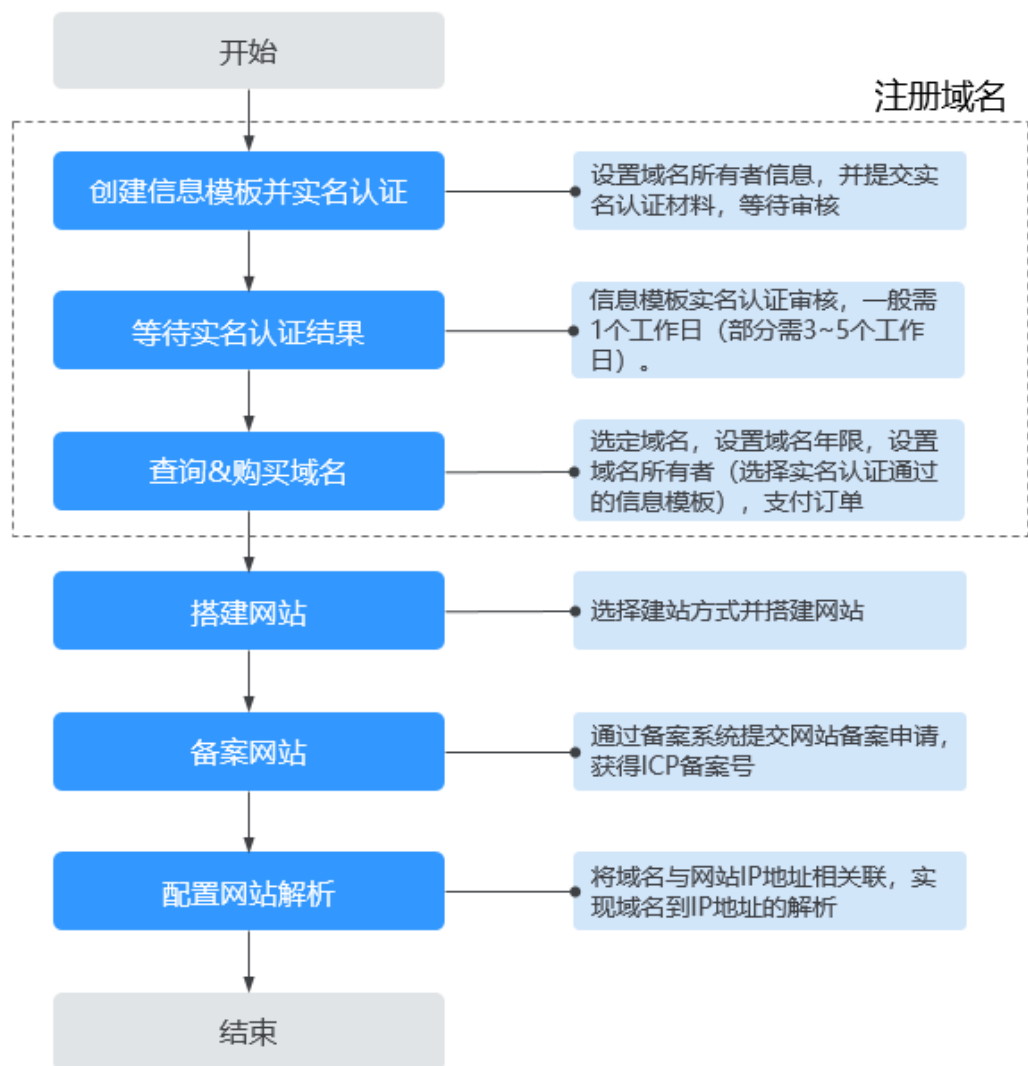 开始
注册域名
创建信息模板并实名认证
设置域名所有者信息，并提交实
名认证材料，等待审核
等待实名认证结果
信息模板实名认证审核，一般需
1个工作日（部分需3~5个工作
日）。
查询&购买域名
选定域名，设置域名年限，设置
域名所有者（选择实名认证通过
的信息模板），支付订单
搭建网站
选择建站方式并搭建网站
备案网站
通过备案系统提交网站备案申请，
获得ICP备案号
配置网站解析
将域名与网站IP地址相关联，实
现域名到IP地址的解析
结束